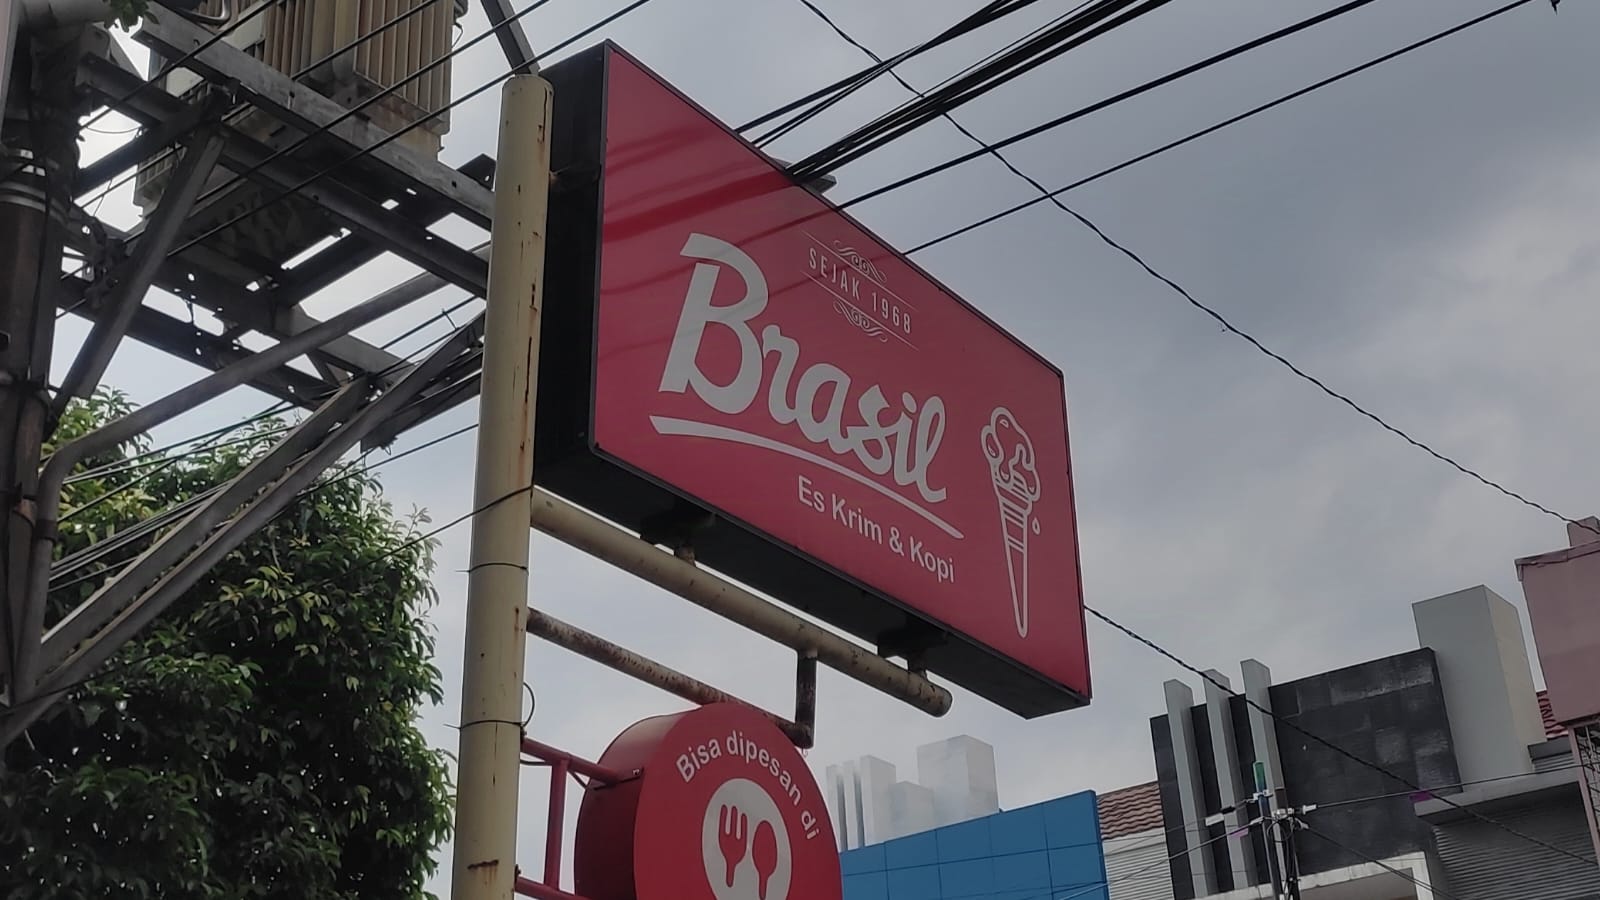 SEJAK 1968
Brasil
Es Krim & Kopi
Bisa dipesan di